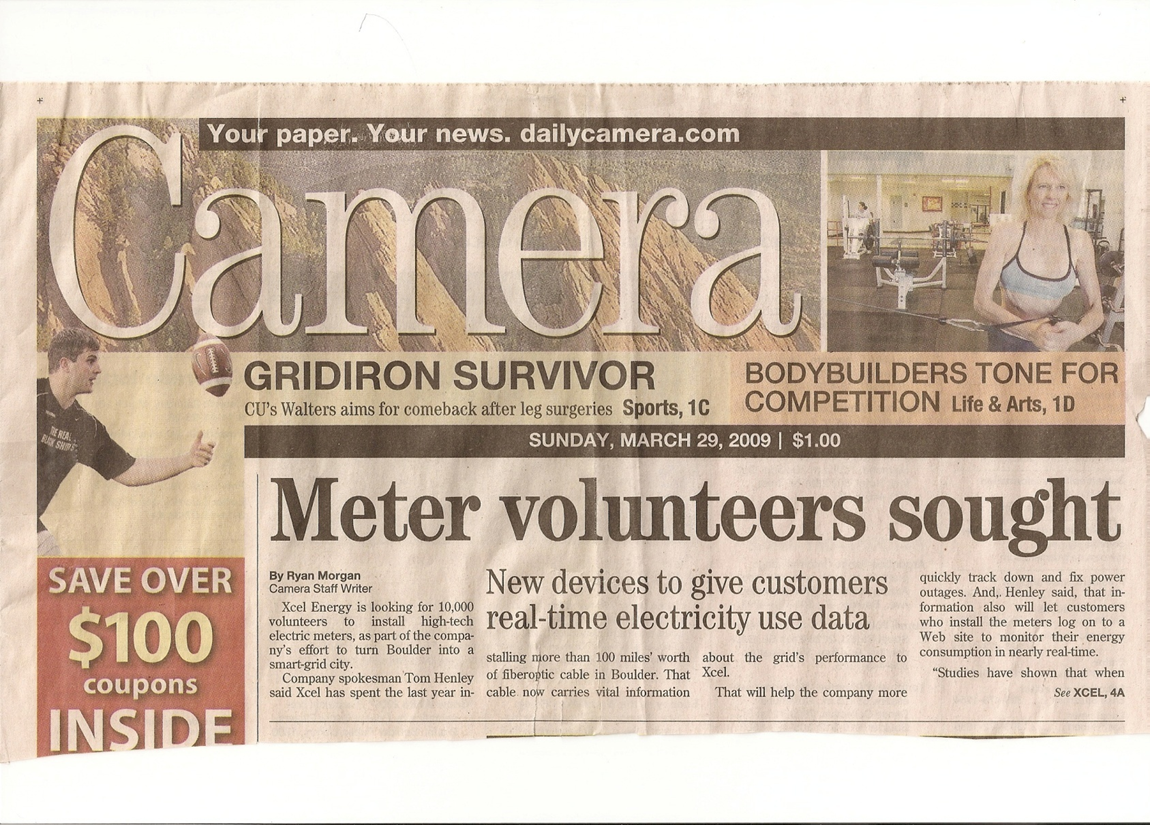 Your paper. Your news. dailycamera.com
Camera
GRIDIRON SURVIVOR
CU's Walters aims for comeback after leg surgeries Sports, 1C
BODYBUILDERS TONE FOR
COMPETITION Life & Arts, 1D
SUNDAY, MARCH 29, 2009 | $1.00
SAVE OVER
$100
coupons
INSIDE
Meter volunteers sought
By Ryan Morgan
Camera Staff Writer
New devices to give customers
real-time electricity use data
Xcel Energy is looking for 10,000
volunteers to install high-tech
electric meters, as part of the compa-
ny's effort to turn Boulder into a
smart-grid city.
Company spokesman Tom Henley
said Xcel has spent the last year in-
stalling more than 100 miles' worth
of fiberoptic cable in Boulder. That
cable now carries vital information
about the grid's performance to
Xcel.
That will help the company more
quickly track down and fix power
outages. And, Henley said, that in-
formation also will let customers
who install the meters log on to a
Web site to monitor their energy
consumption in nearly real-time.
"Studies have shown that when
See XCEL, 4A